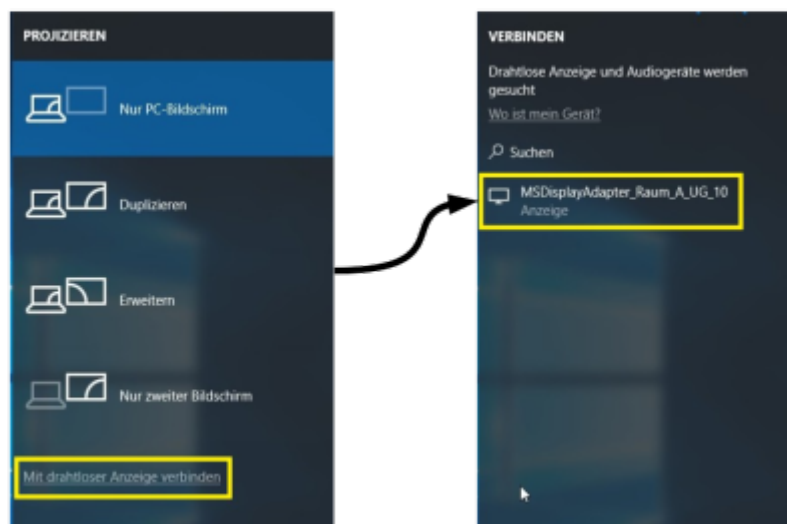 PROJIZIEREN
Nur PC-Bildschirm
Duplizieren
Erweitern
Nur zweiter Bildschirm
Mit drahtloser Anzeige verbinden
VERBINDEN
Drahtlose Anzeige und Audiogeräte werden
gesucht
Wo ist mein Gerät?
Suchen
MSDisplayAdapter_Raum_A_UG_10
Anzeige